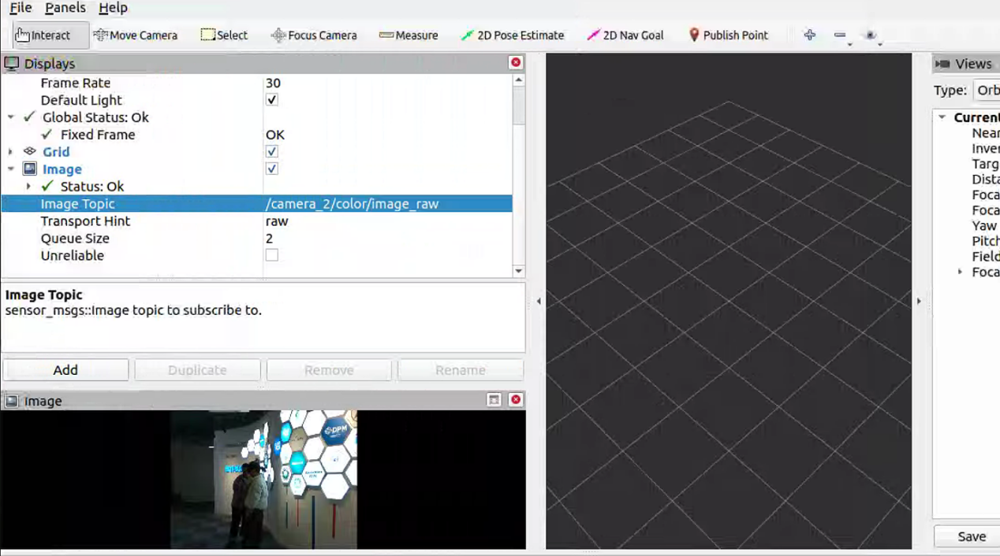 File Panels Help
Interact Move Camera Select Focus Camera Measure 2D Pose Estimate 2D Nav Goal Publish Point
Displays
Frame Rate 30
Default Light
Global Status: Ok
Fixed Frame OK
Grid
Image
Status: Ok
Image Topic /camera_2/color/image_raw
Transport Hint raw
Queue Size 2
Unreliable
Image Topic
sensor_msgs::Image topic to subscribe to.
Add Duplicate Remove Rename
Image
DPM
Views
Type: Orb
Current
Near
Inver
Targ
Dista
Foca
Foca
Yaw
Pitch
Field
Foca
Save